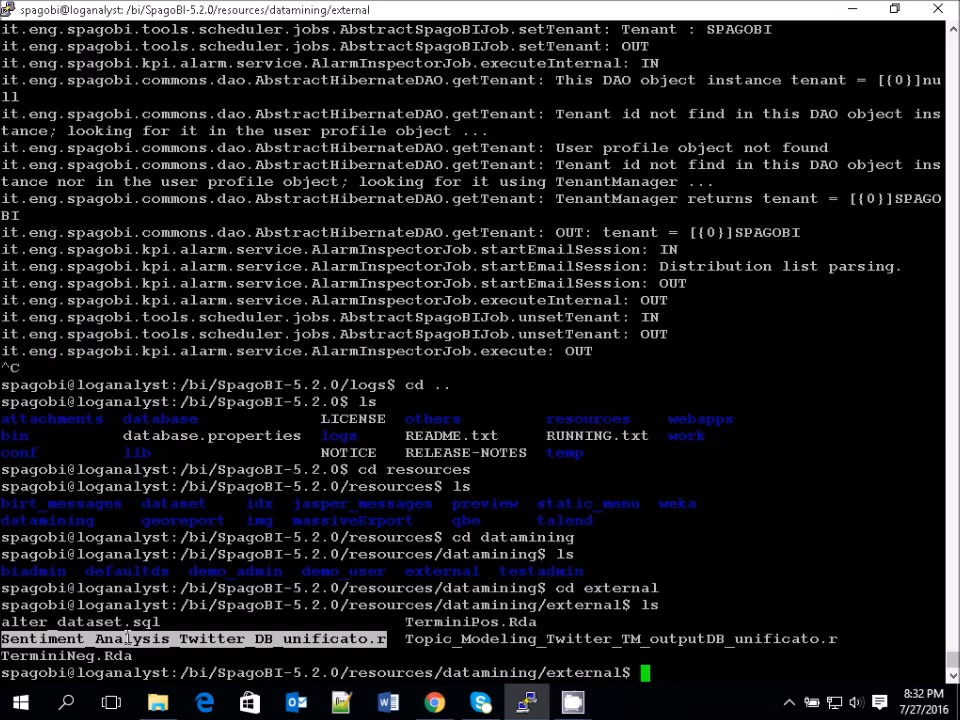 spagobi@loganalyst: /bi/SpagoBI-5.2.0/resources/datamining/external
it.eng.spagobi.tools.scheduler.jobs.AbstractSpagoBIJob.setTenant: Tenant : SPAGOBI
it.eng.spagobi.tools.scheduler.jobs.AbstractSpagoBIJob.setTenant: OUT
it.eng.spagobi.kpi.alarm.service.AlarmInspectorJob.executeInternal: IN
it.eng.spagobi.commons.dao.AbstractHibernateDAO.getTenant: This DAO object instance tenant = [{0}]nu
ll
it.eng.spagobi.commons.dao.AbstractHibernateDAO.getTenant: Tenant id not find in this DAO object ins
tance; looking for it in the user profile object ...
it.eng.spagobi.commons.dao.AbstractHibernateDAO.getTenant: User profile object not found
it.eng.spagobi.commons.dao.AbstractHibernateDAO.getTenant: Tenant id not find in this DAO object ins
tance nor in the user profile object; looking for it using TenantManager ...
it.eng.spagobi.commons.dao.AbstractHibernateDAO.getTenant: TenantManager returns tenant = [{0}]SPAGO
BI
it.eng.spagobi.commons.dao.AbstractHibernateDAO.getTenant: OUT: tenant = [{0}]SPAGOBI
it.eng.spagobi.kpi.alarm.service.AlarmInspectorJob.startEmailSession: IN
it.eng.spagobi.kpi.alarm.service.AlarmInspectorJob.startEmailSession: Distribution list parsing.
it.eng.spagobi.kpi.alarm.service.AlarmInspectorJob.startEmailSession: OUT
it.eng.spagobi.kpi.alarm.service.AlarmInspectorJob.executeInternal: OUT
it.eng.spagobi.tools.scheduler.jobs.AbstractSpagoBIJob.unsetTenant: IN
it.eng.spagobi.tools.scheduler.jobs.AbstractSpagoBIJob.unsetTenant: OUT
it.eng.spagobi.kpi.alarm.service.AlarmInspectorJob.execute: OUT
^C
spagobi@loganalyst:/bi/SpagoBI-5.2.0/logs$ cd ..
spagobi@loganalyst:/bi/SpagoBI-5.2.0$ ls
attachments database LICENSE others resources webapps
bin database.properties logs README.txt RUNNING.txt work
conf lib NOTICE RELEASE-NOTES temp
spagobi@loganalyst:/bi/SpagoBI-5.2.0$ cd resources
spagobi@loganalyst:/bi/SpagoBI-5.2.0/resources$ ls
birt_messages dataset idx jasper_messages preview static_menu weka
datamining georeport img massiveExport qbe talend
spagobi@loganalyst:/bi/SpagoBI-5.2.0/resources$ cd datamining
spagobi@loganalyst:/bi/SpagoBI-5.2.0/resources/datamining$ ls
biadmin defaultds demo_admin demo_user external testadmin
spagobi@loganalyst:/bi/SpagoBI-5.2.0/resources/datamining$ cd external
spagobi@loganalyst:/bi/SpagoBI-5.2.0/resources/datamining/external$ ls
alter_dataset.sql TerminiPos.Rda
Sentiment_Analysis_Twitter_DB_unificato.r Topic_Modeling_Twitter_TM_outputDB_unificato.r
TerminiNeg.Rda
spagobi@loganalyst:/bi/SpagoBI-5.2.0/resources/datamining/external$
8:32 PM
7/27/2016